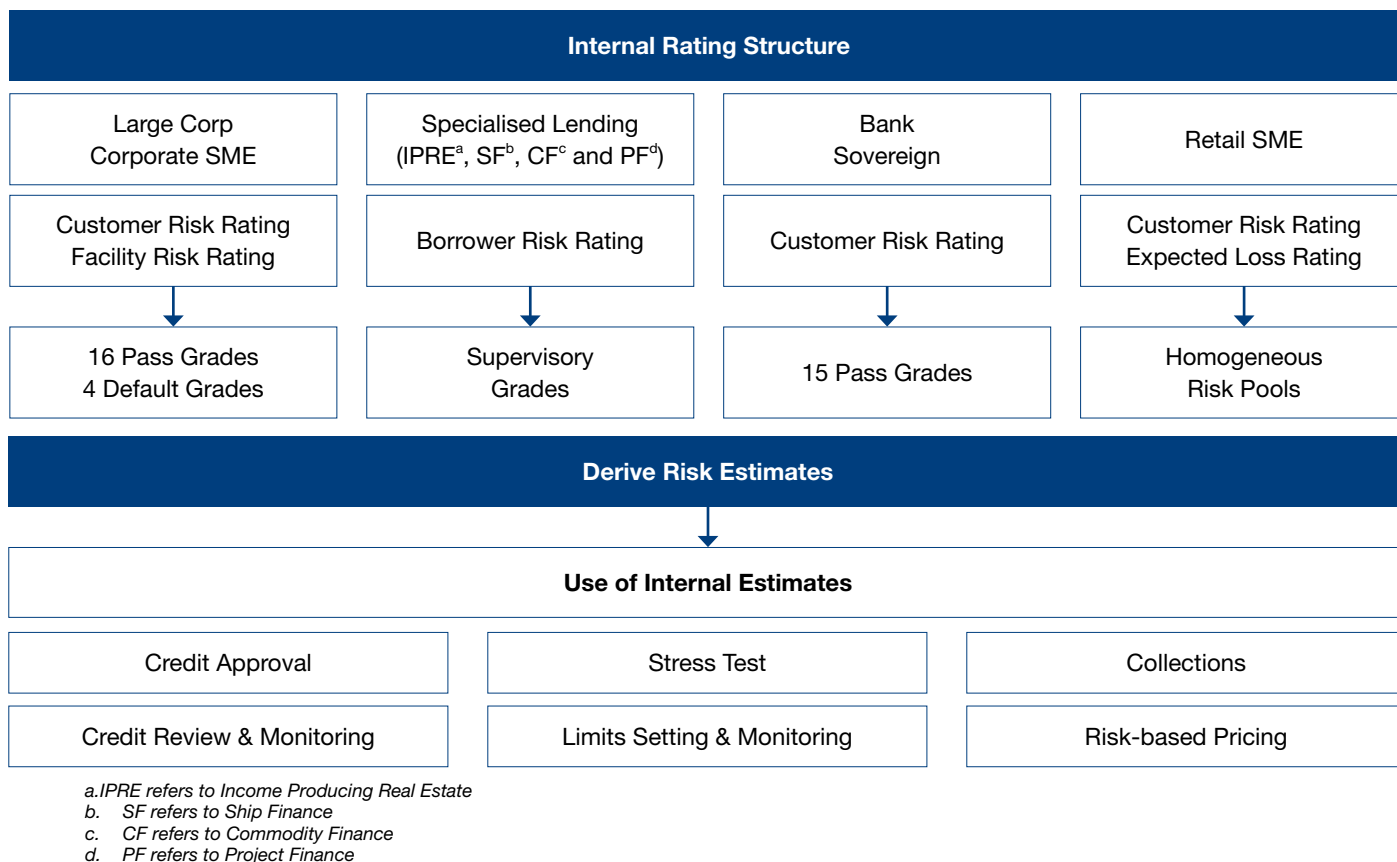 Internal Rating Structure
Large Corp
Corporate SME
Specialised Lending
(IPREᵃ, SFᵇ, CFᶜ and PFᵈ)
Bank
Sovereign
Retail SME
Customer Risk Rating
Facility Risk Rating
Borrower Risk Rating
Customer Risk Rating
Customer Risk Rating
Expected Loss Rating
16 Pass Grades
4 Default Grades
Supervisory
Grades
15 Pass Grades
Homogeneous
Risk Pools
Derive Risk Estimates
Use of Internal Estimates
Credit Approval
Stress Test
Collections
Credit Review & Monitoring
Limits Setting & Monitoring
Risk-based Pricing
a.IPRE refers to Income Producing Real Estate
b. SF refers to Ship Finance
c. CF refers to Commodity Finance
d. PF refers to Project Finance